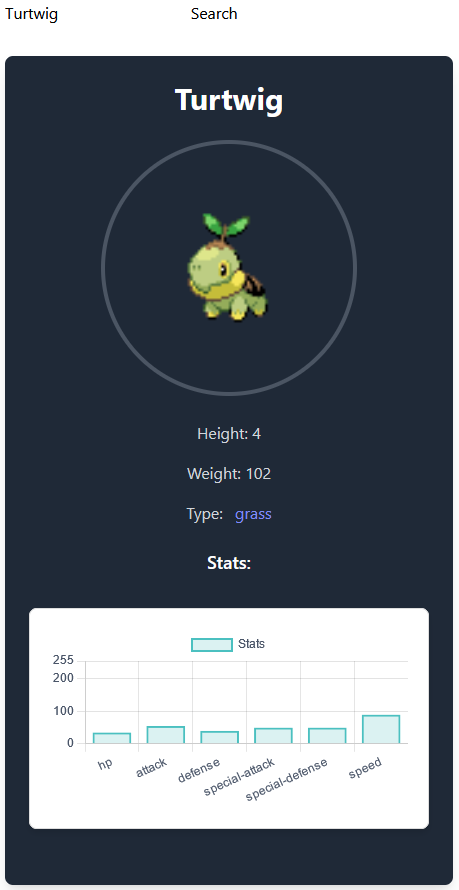 Turtwig Search
Turtwig
Height: 4
Weight: 102
Type: grass
Stats:
Stats
255
200
100
0
hp attack defense special-attack special-defense speed